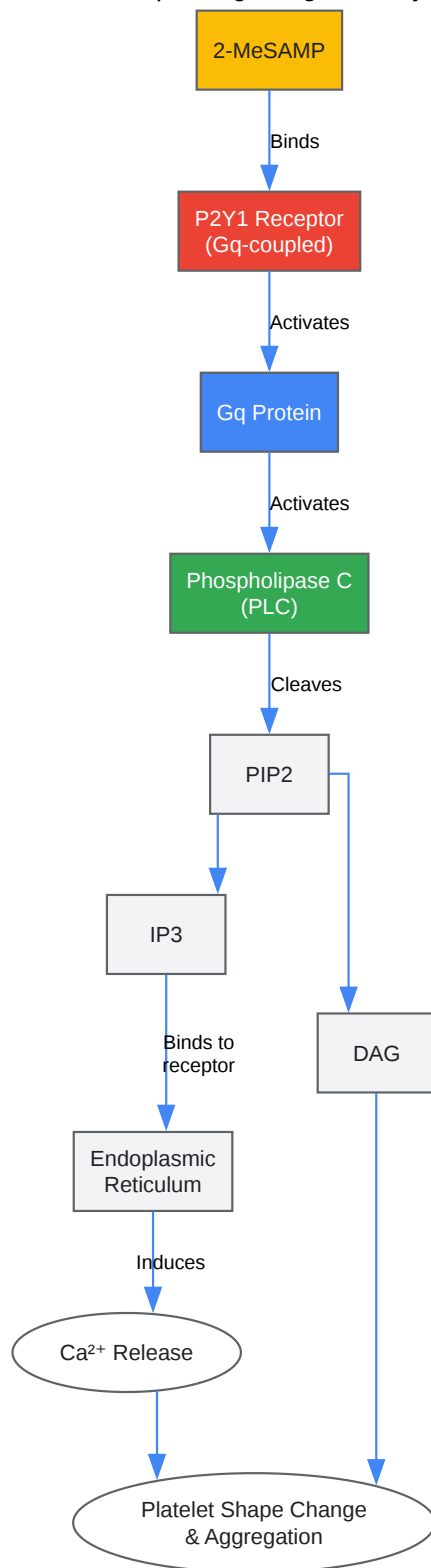 2-MeSAMP
Binds
P2Y1 Receptor
(Gq-coupled)
Activates
Gq Protein
Activates
Phospholipase C
(PLC)
Cleaves
PIP2
IP3
Binds to
receptor
DAG
Endoplasmic
Reticulum
Induces
Ca²⁺ Release
Platelet Shape Change
& Aggregation